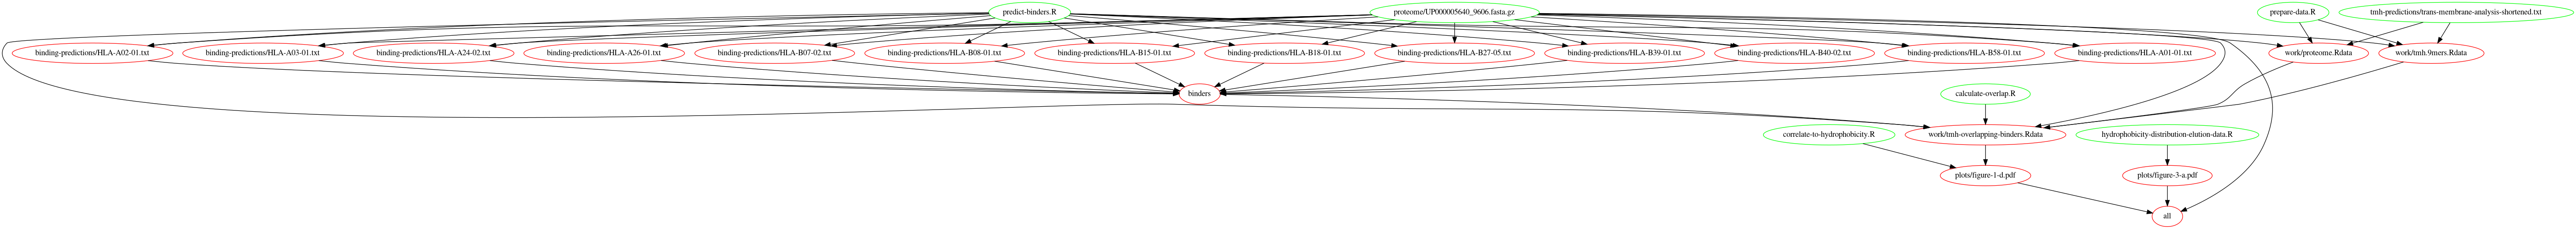 predict-binders.R
proteome/UP000005640_9606.fasta.gz
prepare-data.R
tmh-predictions/trans-membrane-analysis-shortened.txt
binding-predictions/HLA-A02-01.txt
binding-predictions/HLA-A03-01.txt
binding-predictions/HLA-A24-02.txt
binding-predictions/HLA-A26-01.txt
binding-predictions/HLA-B07-02.txt
binding-predictions/HLA-B08-01.txt
binding-predictions/HLA-B15-01.txt
binding-predictions/HLA-B18-01.txt
binding-predictions/HLA-B27-05.txt
binding-predictions/HLA-B39-01.txt
binding-predictions/HLA-B40-02.txt
binding-predictions/HLA-B58-01.txt
binding-predictions/HLA-A01-01.txt
work/proteome.Rdata
work/tmh.9mers.Rdata
binders
calculate-overlap.R
correlate-to-hydrophobicity.R
work/tmh-overlapping-binders.Rdata
hydrophobicity-distribution-elution-data.R
plots/figure-1-d.pdf
plots/figure-3-a.pdf
all